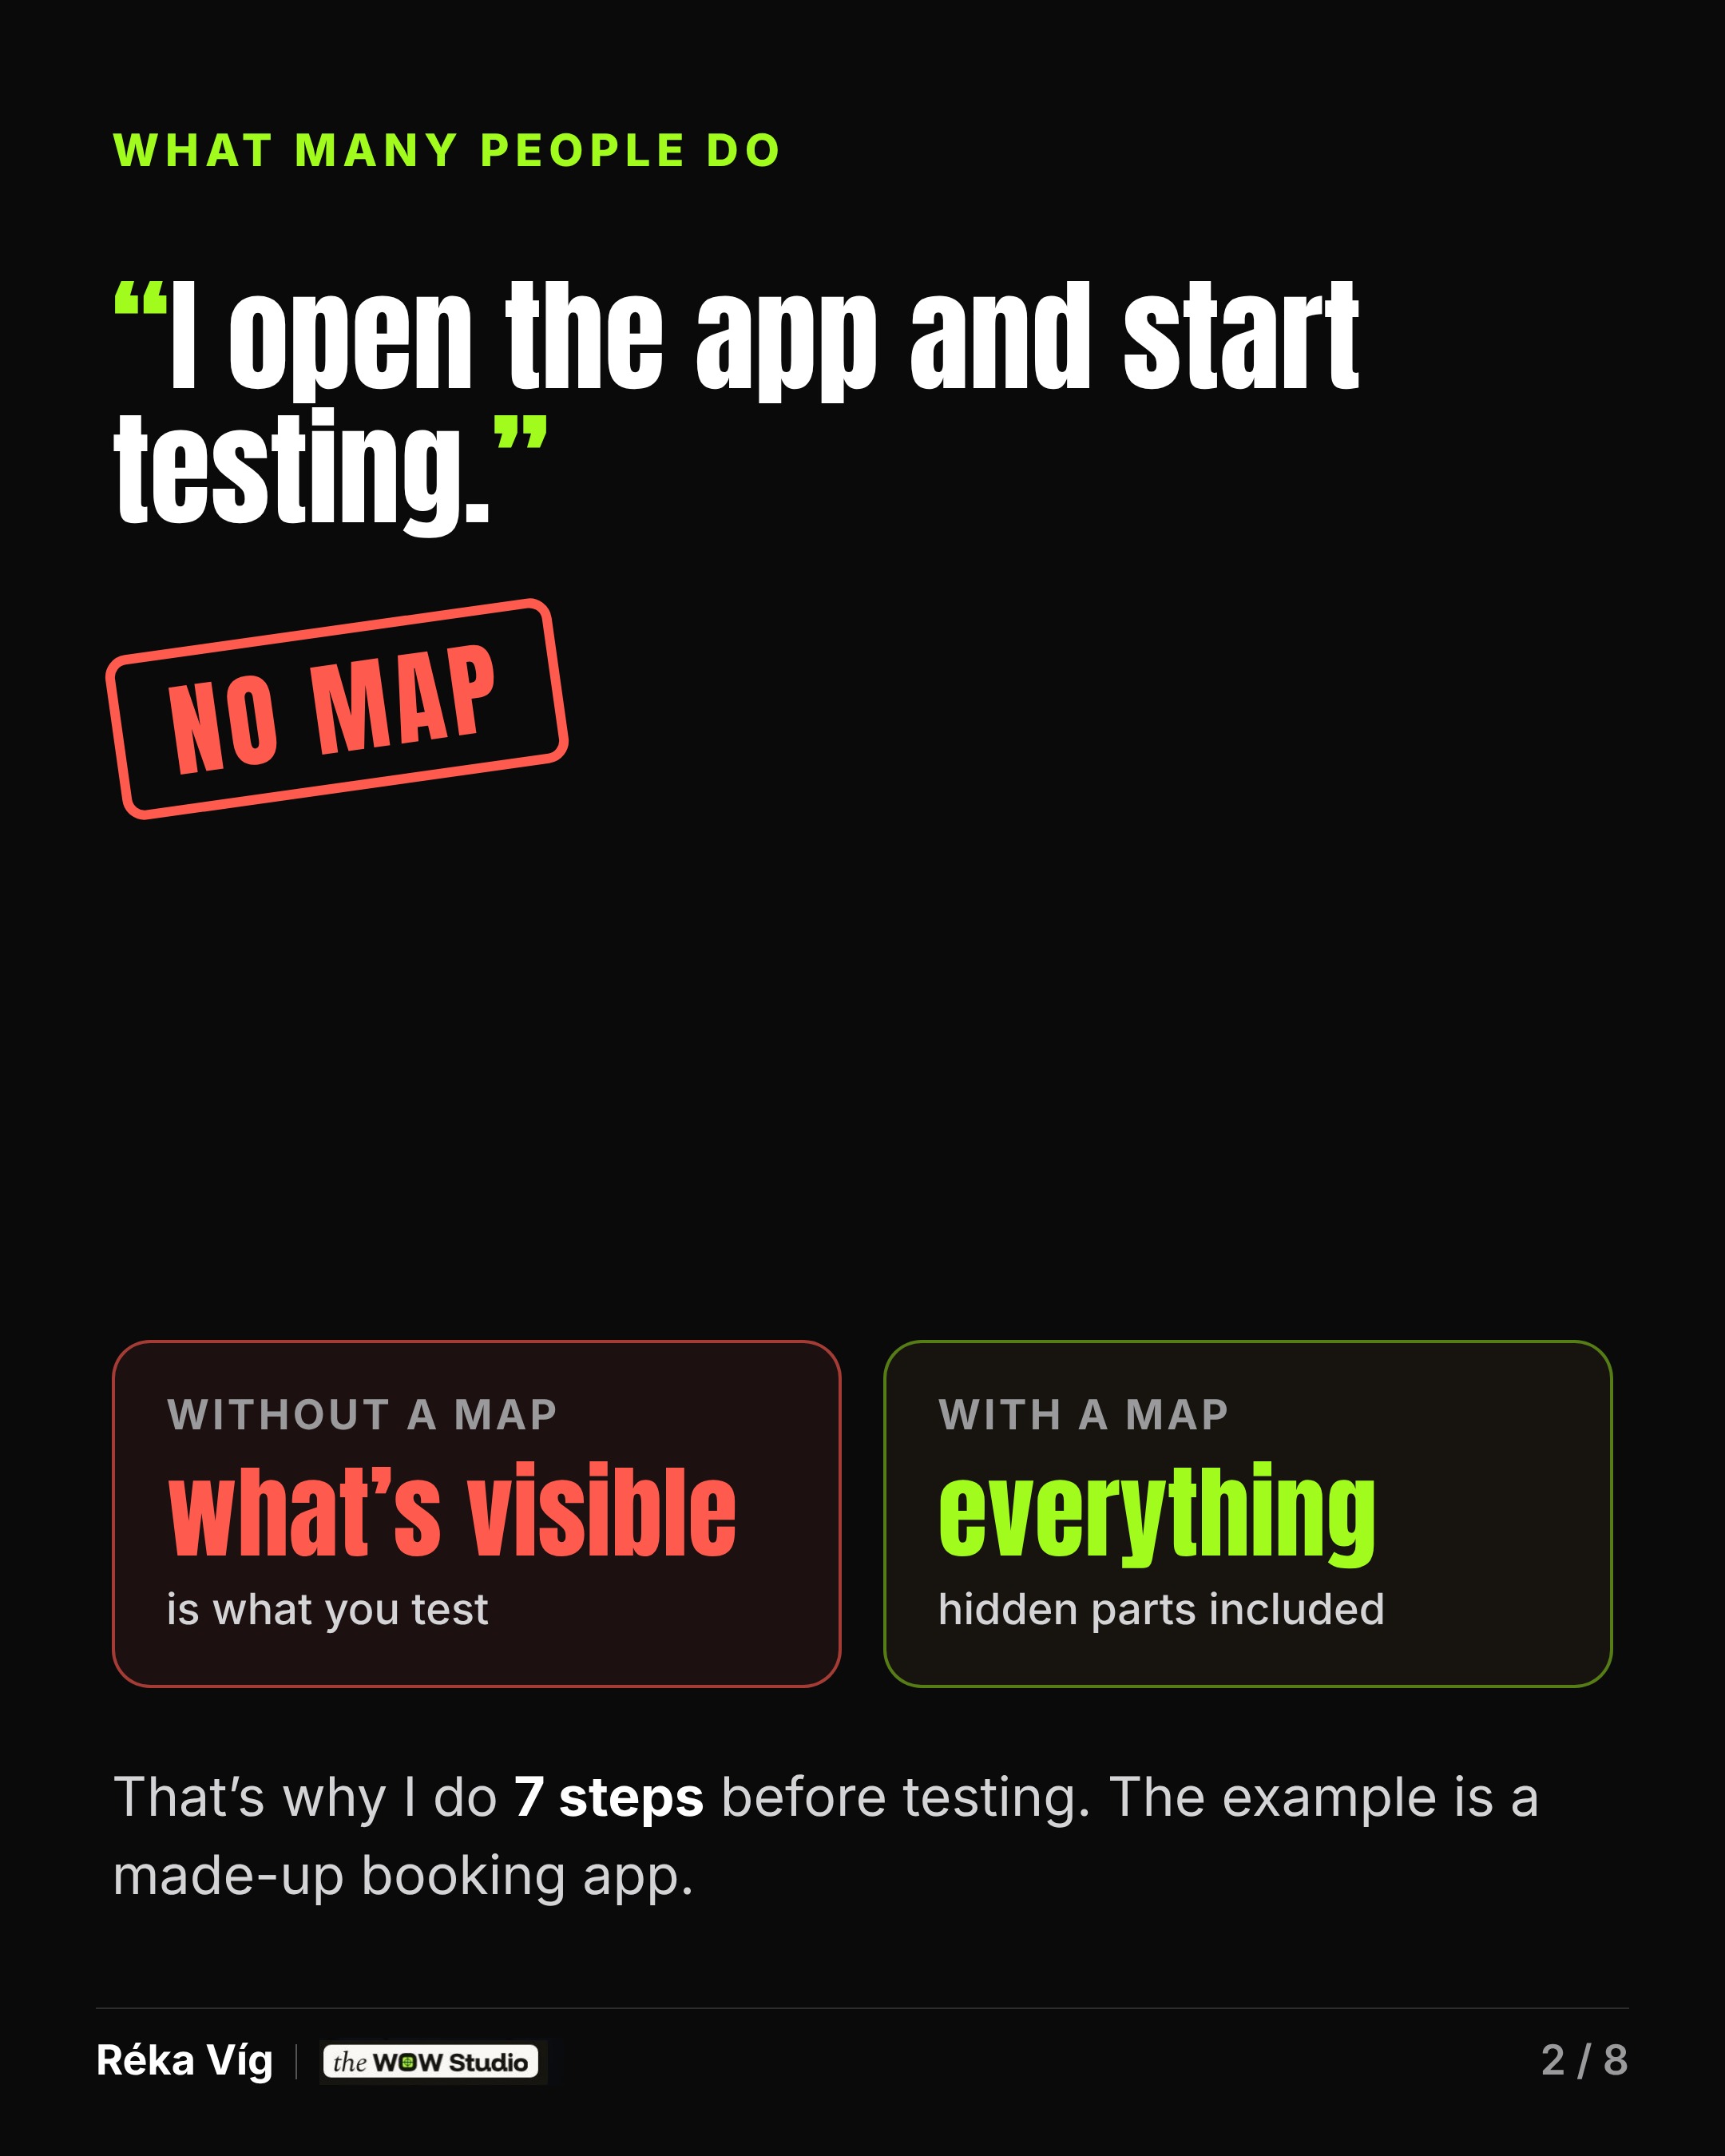 WHAT MANY PEOPLE DO
“I open the app and start
testing.”
NO MAP
WITHOUT A MAP
what’s visible
is what you test
WITH A MAP
everything
hidden parts included
That’s why I do 7 steps before testing. The example is a
made-up booking app.
Réka Víg
the WOW Studio
2 / 8